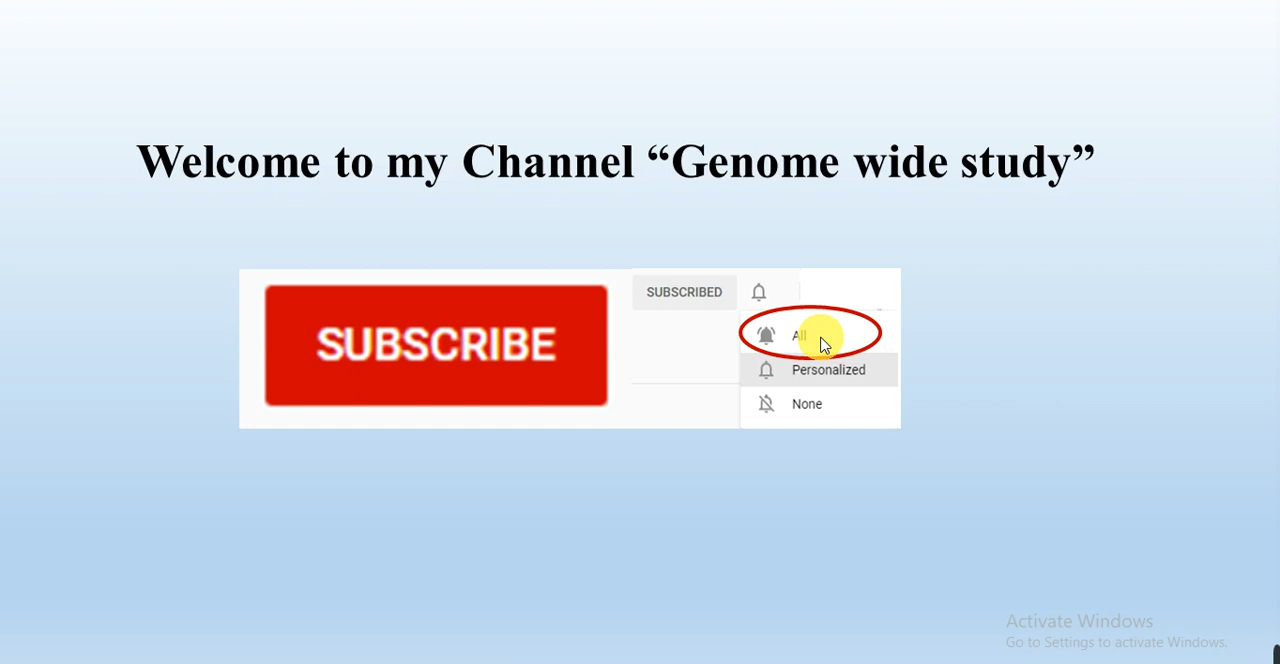 Welcome to my Channel “Genome wide study”
SUBSCRIBE
SUBSCRIBED
All
Personalized
None
Activate Windows
Go to Settings to activate Windows.